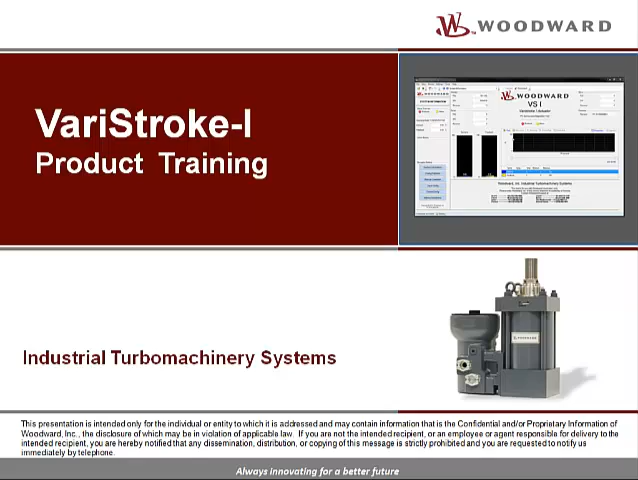 WOODWARD
VariStroke-I
Product Training
WOODWARD
VS I
Industrial Turbomachinery Systems
WOODWARD
This presentation is intended only for the individual or entity to which it is addressed and may contain information that is the Confidential and/or Proprietary Information of
Woodward, Inc., the disclosure of which may be in violation of applicable law. If you are not the intended recipient, or an employee or agent responsible for delivery to the
intended recipient, you are hereby notified that any dissemination, distribution, or copying of this message is strictly prohibited and you are requested to notify us
immediately by telephone.
Always innovating for a better future